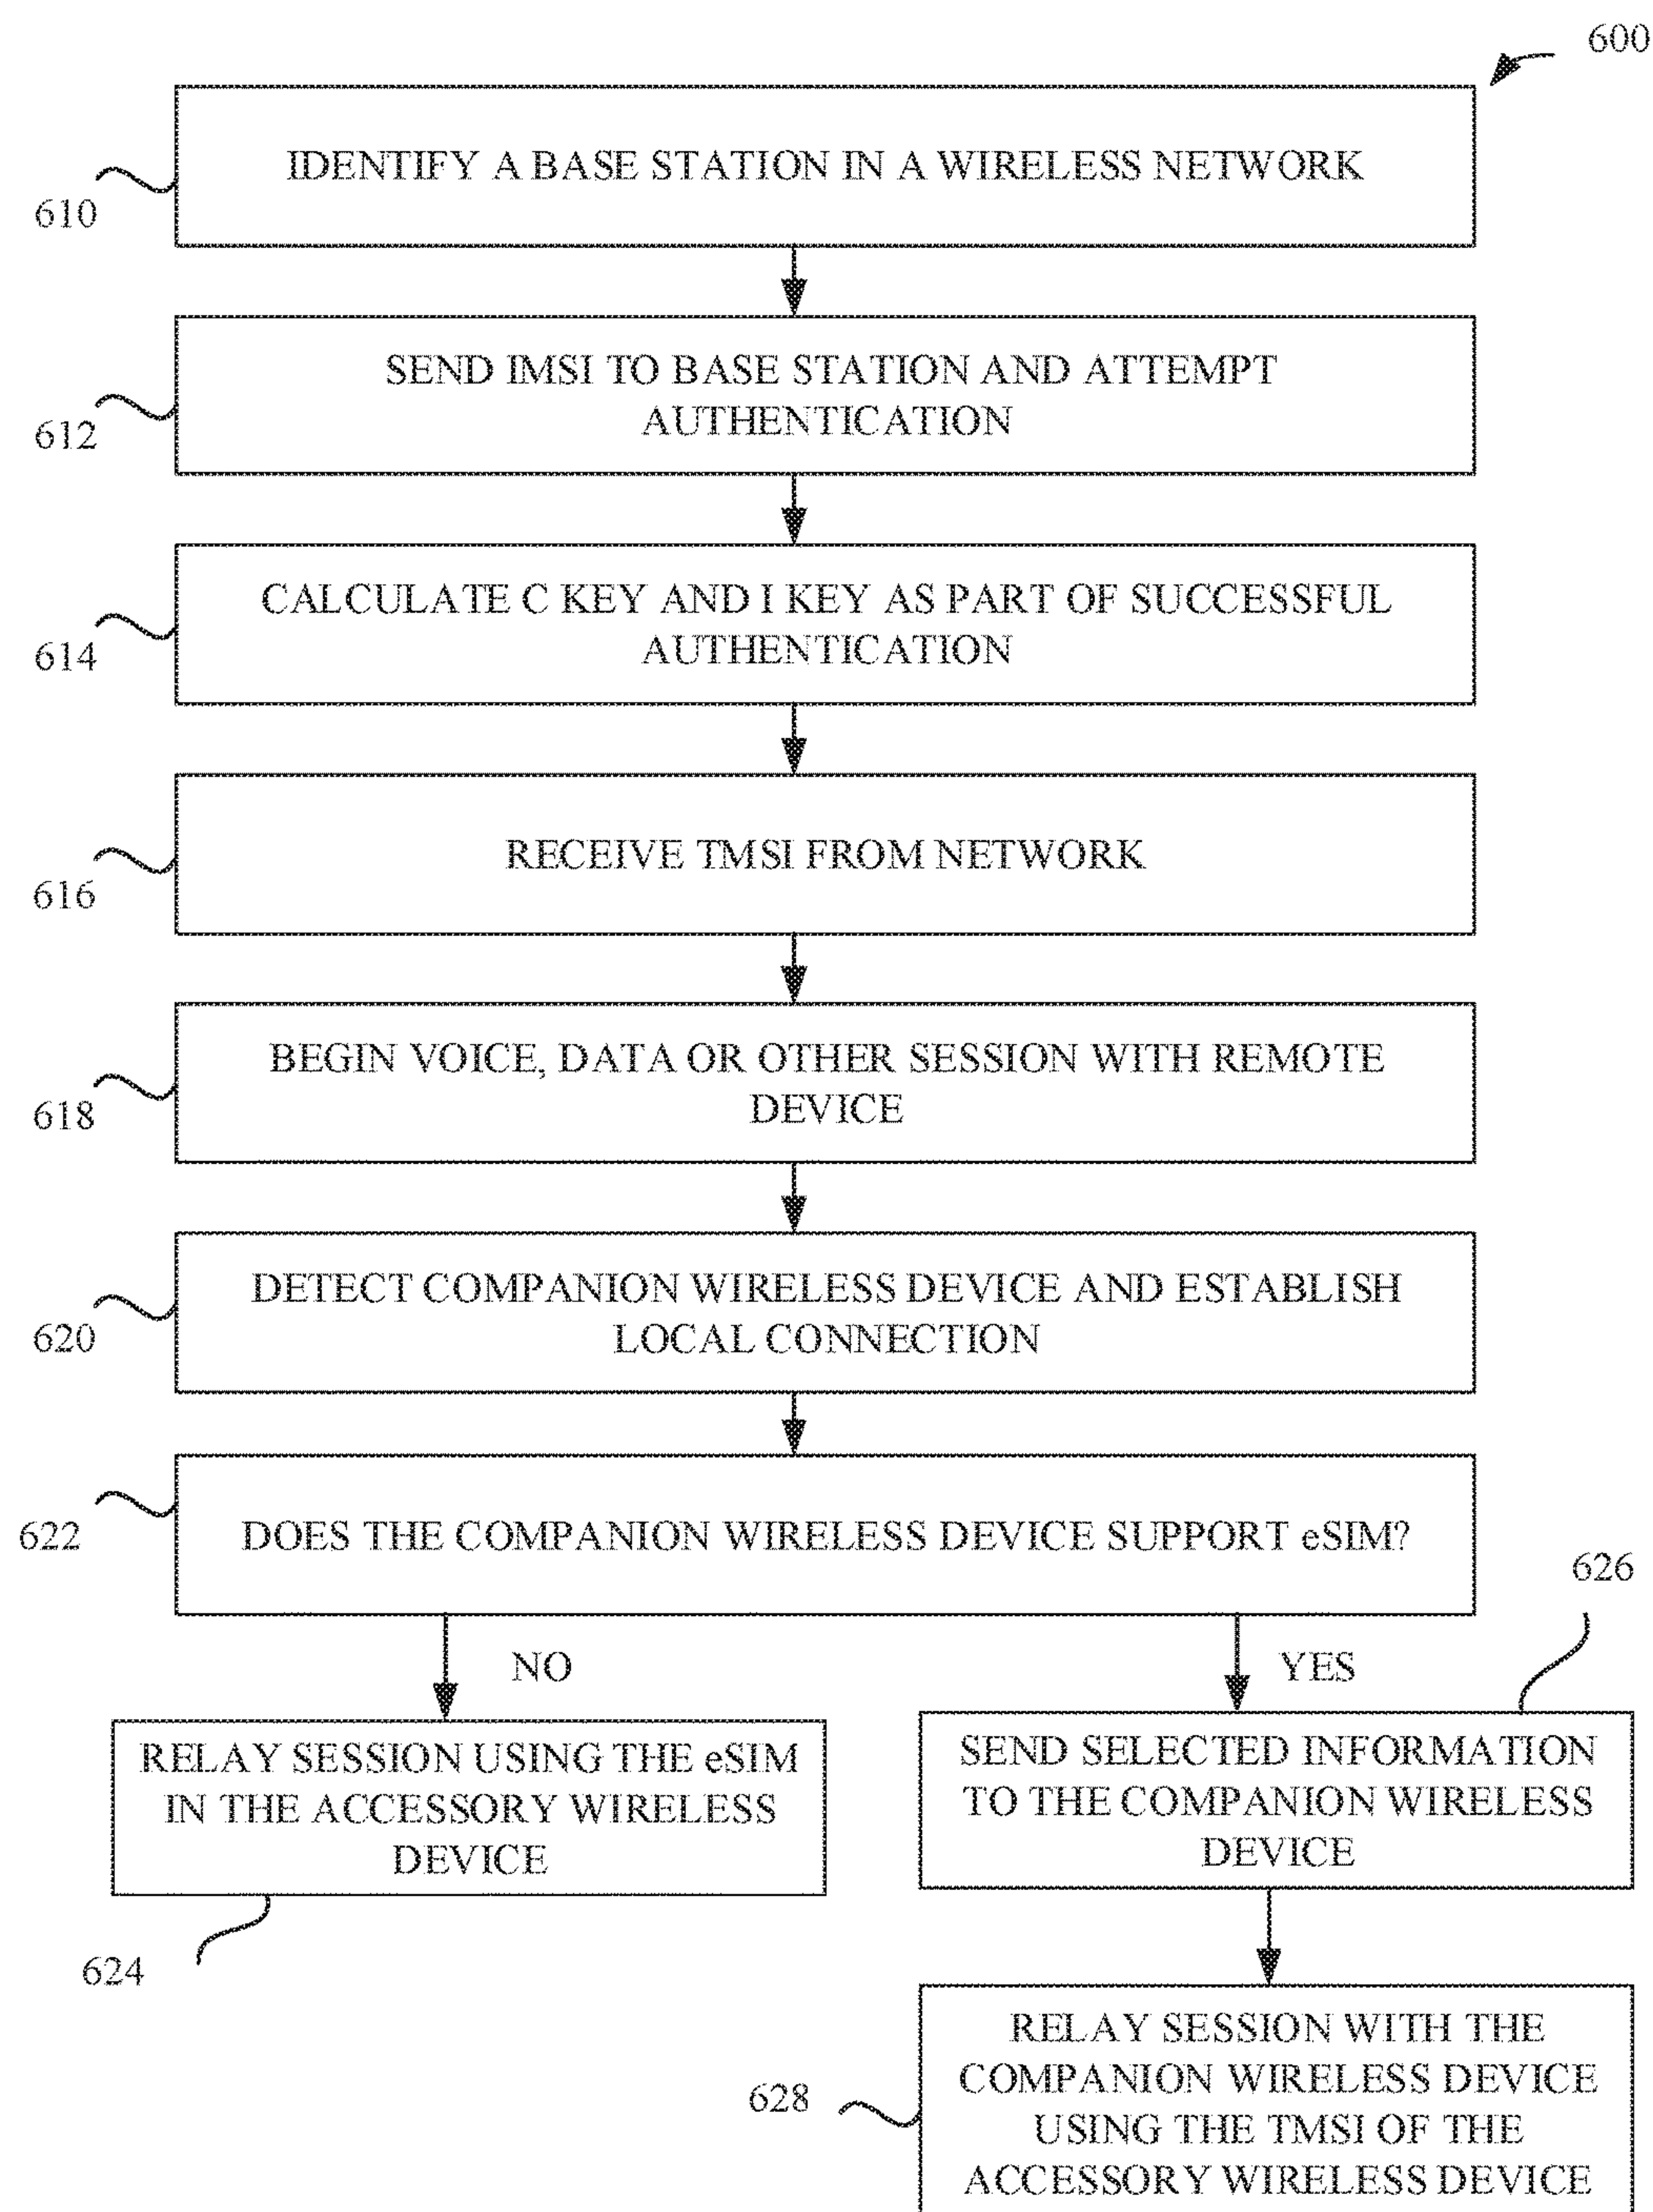 600
IDENTIFY A BASE STATION IN A WIRELESS NETWORK
610
SEND IMSI TO BASE STATION AND ATTEMPT
AUTHENTICATION
612
CALCULATE C KEY AND I KEY AS PART OF SUCCESSFUL
AUTHENTICATION
614
RECEIVE TMSI FROM NETWORK
616
BEGIN VOICE, DATA OR OTHER SESSION WITH REMOTE
DEVICE
618
DETECT COMPANION WIRELESS DEVICE AND ESTABLISH
LOCAL CONNECTION
620
DOES THE COMPANION WIRELESS DEVICE SUPPORT eSIM?
622
626
NO
YES
RELAY SESSION USING THE eSIM
IN THE ACCESSORY WIRELESS
DEVICE
624
SEND SELECTED INFORMATION
TO THE COMPANION WIRELESS
DEVICE
RELAY SESSION WITH THE
COMPANION WIRELESS DEVICE
USING THE TMSI OF THE
ACCESSORY WIRELESS DEVICE
628